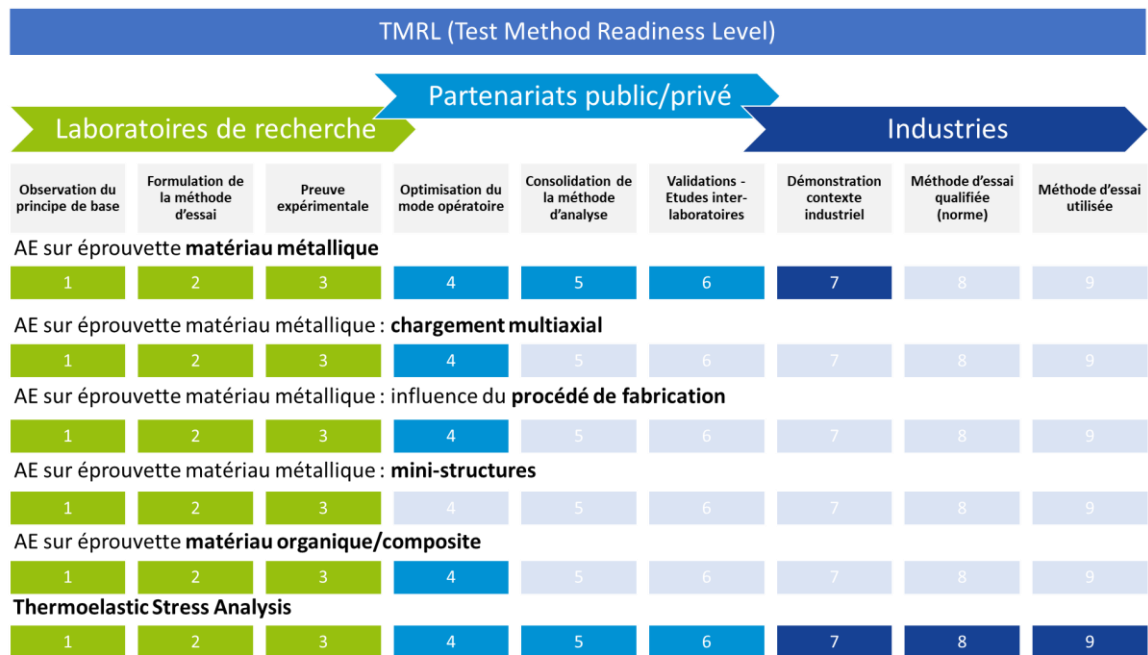 TMRL (Test Method Readiness Level)
Partenariats public/privé
Laboratoires de recherche
Industries
Observation du
principe de base
Formulation de
la méthode
d'essai
Preuve
expérimentale
Optimisation du
mode opératoire
Consolidation de
la méthode
d'analyse
Validations -
Etudes inter-
laboratoires
Démonstration
contexte
industriel
Méthode d'essai
qualifiée
(norme)
Méthode d'essai
utilisée
AE sur éprouvette matériau métallique
1 2 3 4 5 6 7 8 9
AE sur éprouvette matériau métallique : chargement multiaxial
1 2 3 4 5 6 7 8 9
AE sur éprouvette matériau métallique : influence du procédé de fabrication
1 2 3 4 5 6 7 8 9
AE sur éprouvette matériau métallique : mini-structures
1 2 3 4 5 6 7 8 9
AE sur éprouvette matériau organique/composite
1 2 3 4 5 6 7 8 9
Thermoelastic Stress Analysis
1 2 3 4 5 6 7 8 9